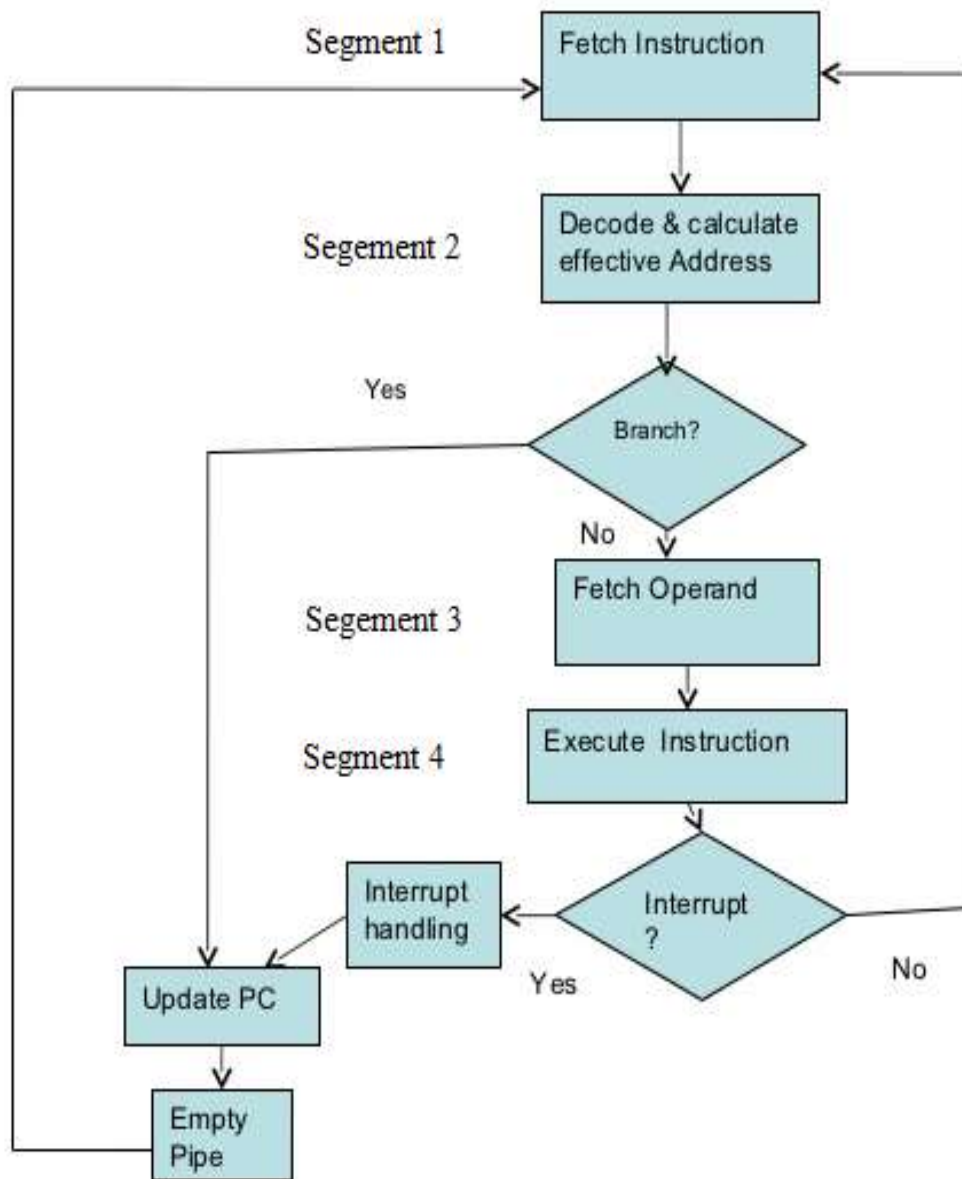 Segment 1
Fetch Instruction
Segement 2
Decode & calculate
effective Address
Yes
Branch?
No
Segement 3
Fetch Operand
Segment 4
Execute Instruction
Interrupt
handling
Interrupt
?
Yes
No
Update PC
Empty
Pipe